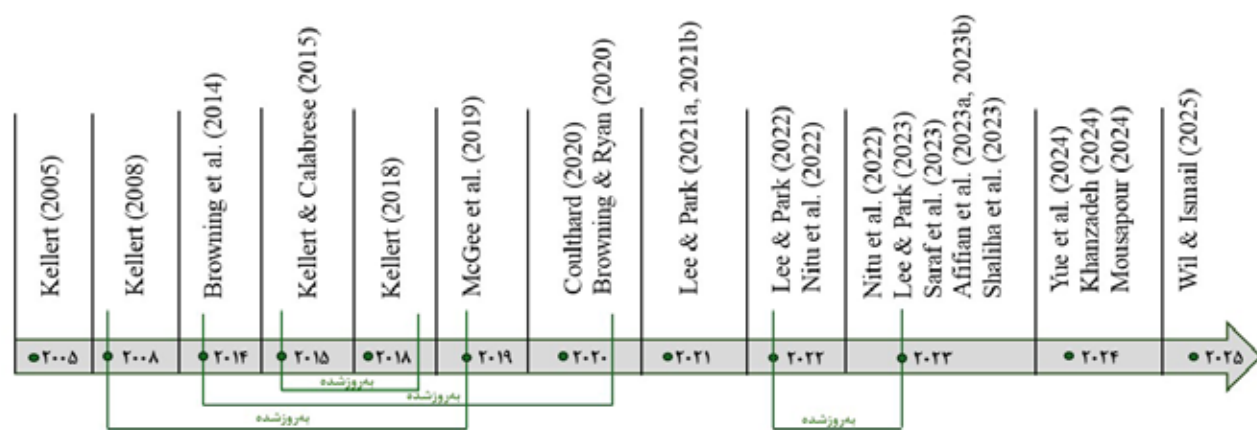 Kellert (2005)
Kellert (2008)
Browning et al. (2014)
Kellert & Calabrese (2015)
Kellert (2018)
McGee et al. (2019)
Coulthard (2020)
Browning & Ryan (2020)
Lee & Park (2021a, 2021b)
Lee & Park (2022)
Nitu et al. (2022)
Nitu et al. (2022)
Lee & Park (2023)
Saraf et al. (2023)
Afifian et al. (2023a, 2023b)
Shaliha et al. (2023)
Yue et al. (2024)
Khanzadeh (2024)
Mousapour (2024)
Wil & Ismail (2025)
۲۰۰۵
۲۰۰۸
۲۰۱۴
۲۰۱۵
۲۰۱۸
۲۰۱۹
۲۰۲۰
۲۰۲۱
۲۰۲۲
۲۰۲۳
۲۰۲۴
۲۰۲۵
به‌روزشده
به‌روزشده
به‌روزشده
به‌روزشده